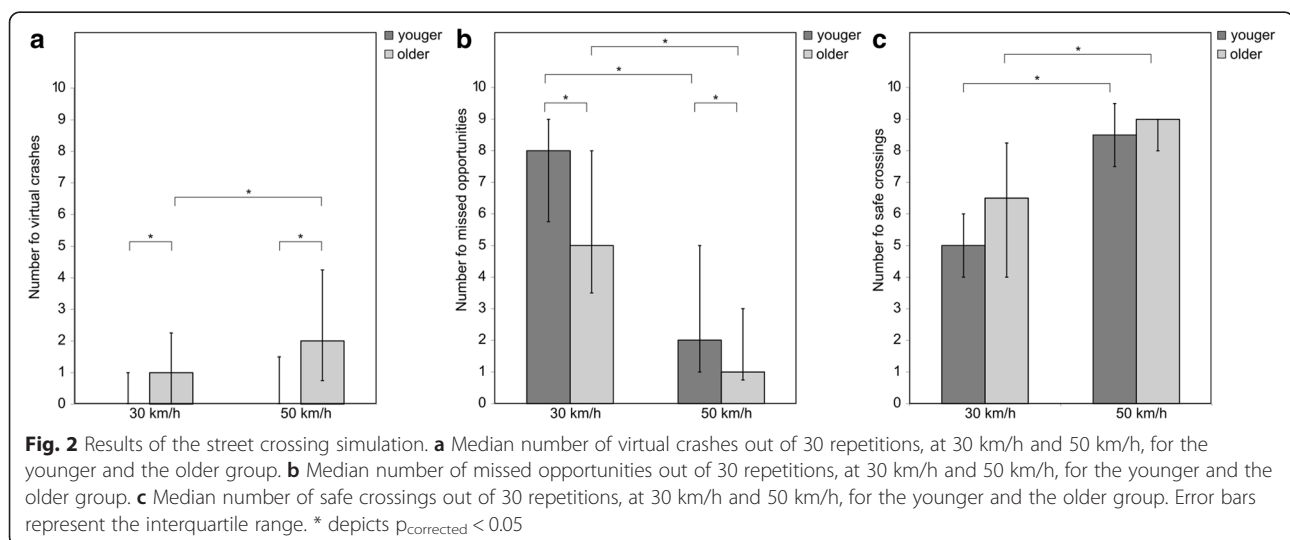 a
youger
older
Number fo virtual crashes
10
9
8
7
6
5
4
3
2
1
0
*
*
*
30 km/h
50 km/h
b
youger
older
Number fo missed opportunities
10
9
8
7
6
5
4
3
2
1
0
*
*
*
*
30 km/h
50 km/h
c
youger
older
Number fo safe crossings
10
9
8
7
6
5
4
3
2
1
0
*
*
30 km/h
50 km/h
Fig. 2 Results of the street crossing simulation. a Median number of virtual crashes out of 30 repetitions, at 30 km/h and 50 km/h, for the
younger and the older group. b Median number of missed opportunities out of 30 repetitions, at 30 km/h and 50 km/h, for the younger and the
older group. c Median number of safe crossings out of 30 repetitions, at 30 km/h and 50 km/h, for the younger and the older group. Error bars
represent the interquartile range. * depicts pcorrected < 0.05